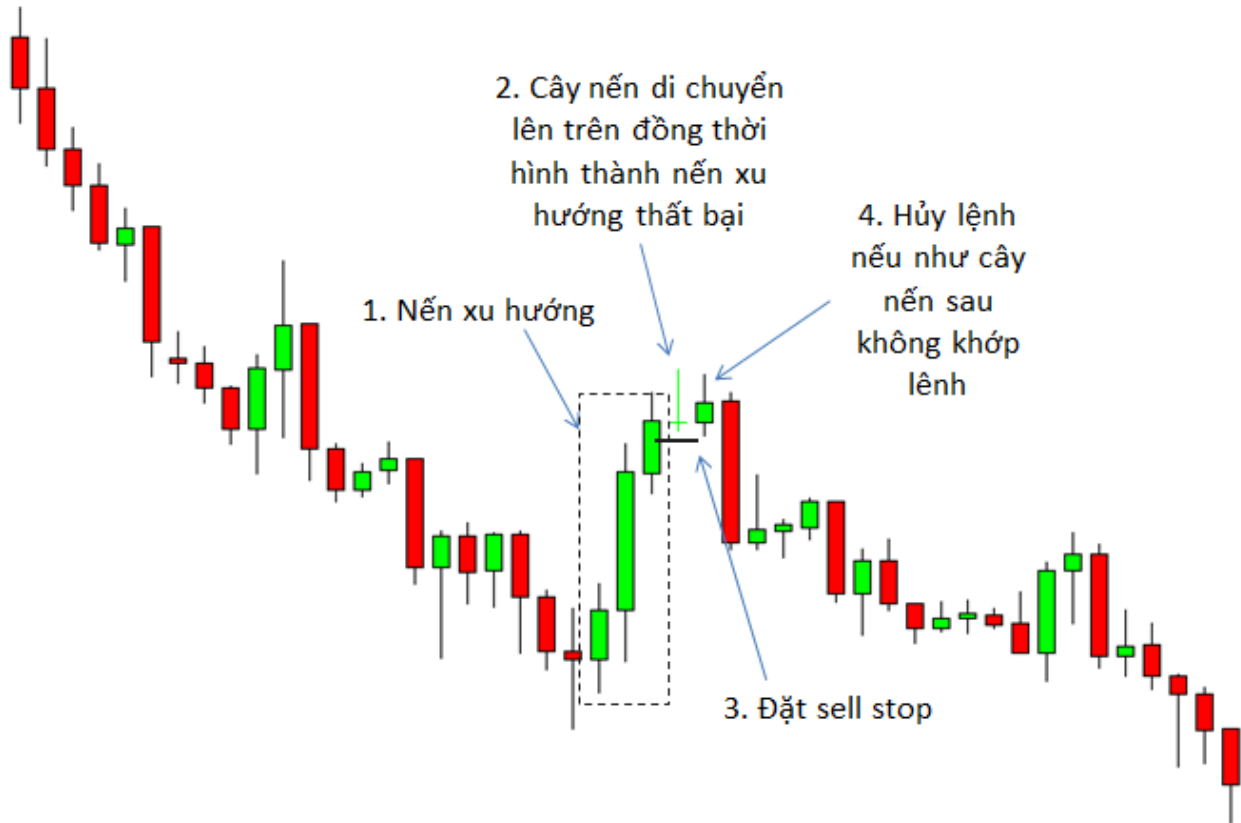 2. Cây nến di chuyển
lên trên đồng thời
hình thành nến xu
hướng thất bại
4. Hủy lệnh
nếu như cây
nến sau
không khớp
lênh
1. Nến xu hướng
3. Đặt sell stop